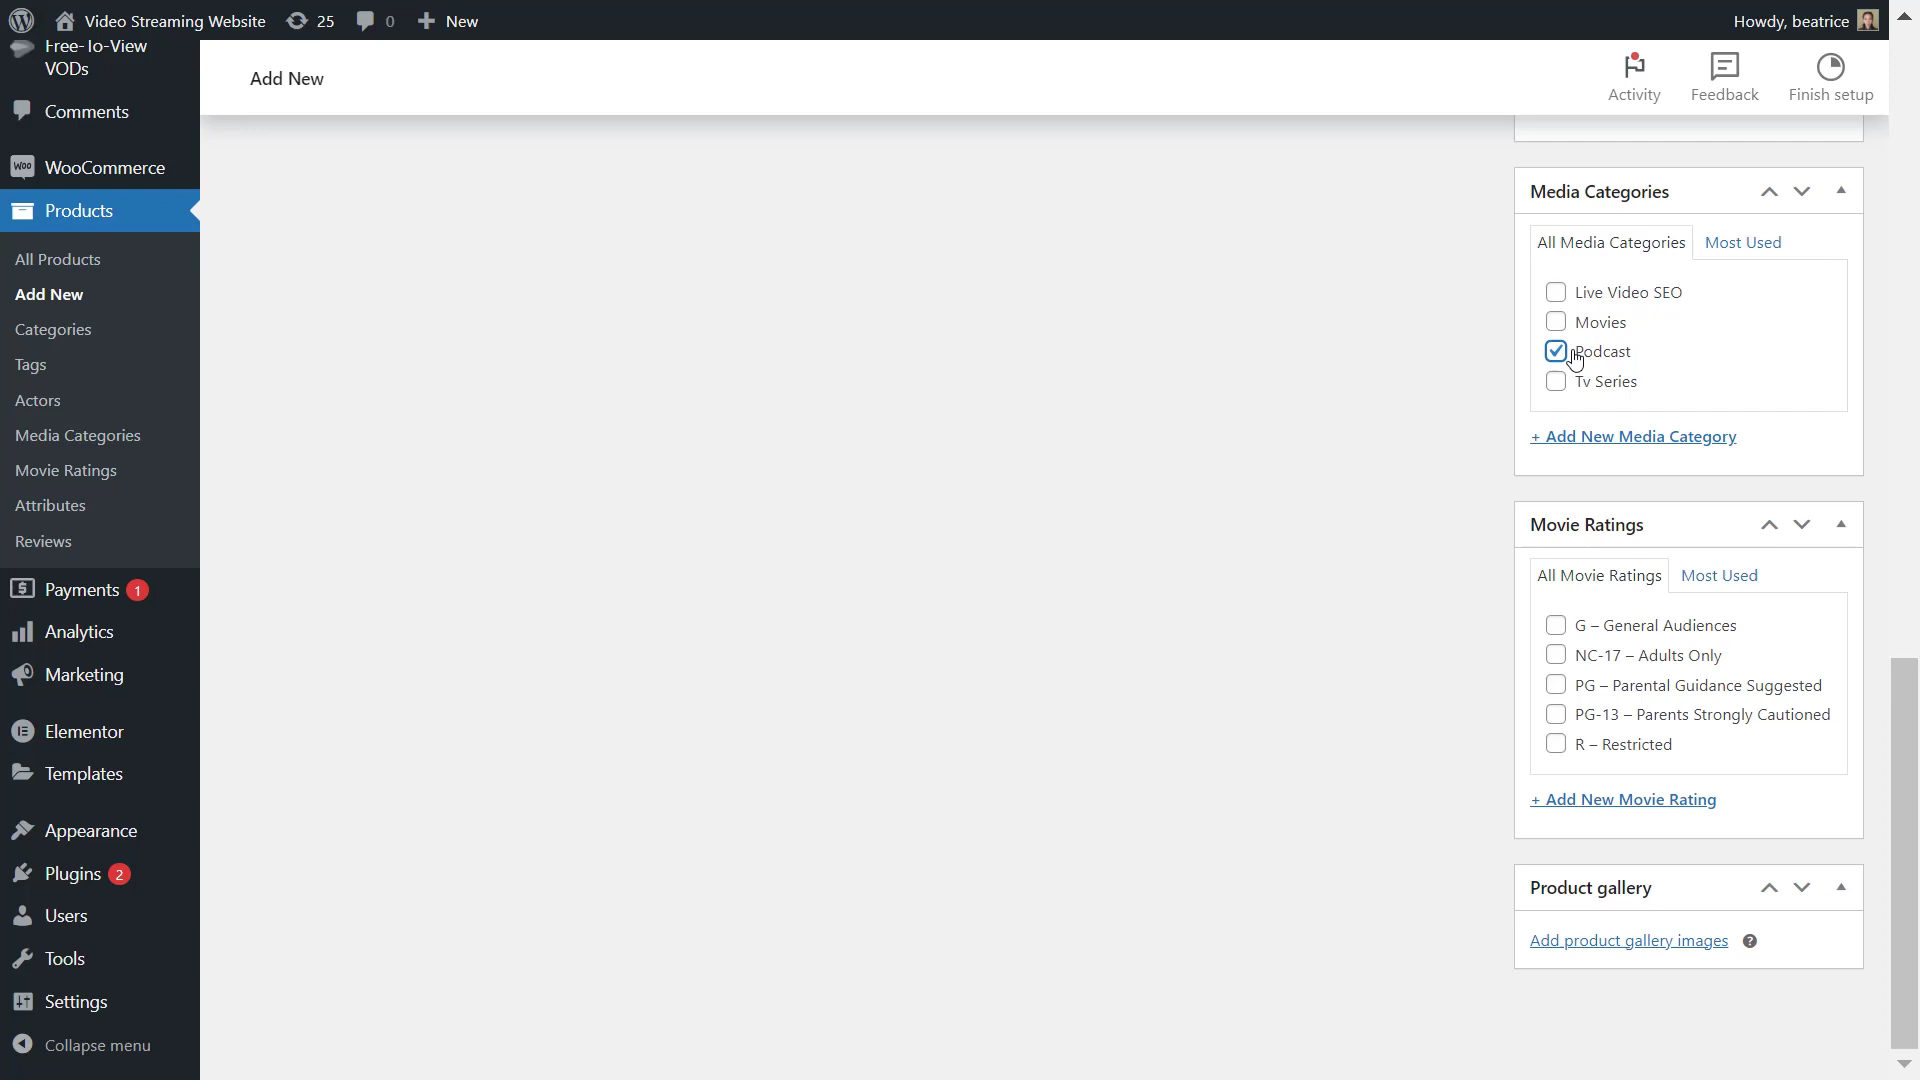 Video Streaming Website
25
0
New
Howdy, beatrice
Free-To-View
VODs
Comments
Woo WooCommerce
Products
All Products
Add New
Categories
Tags
Actors
Media Categories
Movie Ratings
Attributes
Reviews
Payments 1
Analytics
Marketing
Elementor
Templates
Appearance
Plugins 2
Users
Tools
Settings
Collapse menu
Add New
Activity
Feedback
Finish setup
Media Categories
All Media Categories
Most Used
Live Video SEO
Movies
Podcast
Tv Series
+ Add New Media Category
Movie Ratings
All Movie Ratings
Most Used
G – General Audiences
NC-17 – Adults Only
PG – Parental Guidance Suggested
PG-13 – Parents Strongly Cautioned
R – Restricted
+ Add New Movie Rating
Product gallery
Add product gallery images